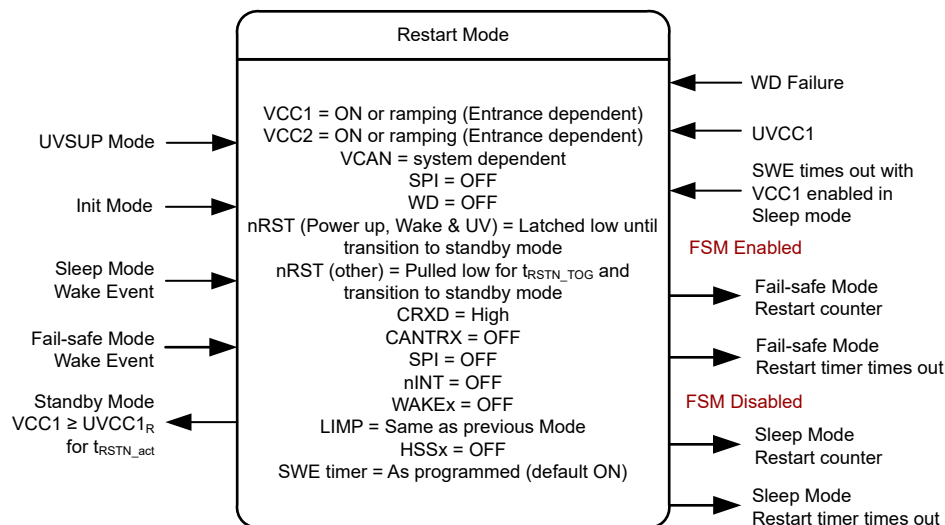 Restart Mode
VCC1 = ON or ramping (Entrance dependent)
VCC2 = ON or ramping (Entrance dependent)
VCAN = system dependent
SPI = OFF
WD = OFF
nRST (Power up, Wake & UV) = Latched low until
transition to standby mode
nRST (other) = Pulled low for tRSTN_TOG and
transition to standby mode
CRXD = High
CANTRX = OFF
SPI = OFF
nINT = OFF
WAKEx = OFF
LIMP = Same as previous Mode
HSSx = OFF
SWE timer = As programmed (default ON)
UVSUP Mode
Init Mode
Sleep Mode
Wake Event
Fail-safe Mode
Wake Event
Standby Mode
VCC1 ≥ UVCC1R
for tRSTN_act
WD Failure
UVCC1
SWE times out with
VCC1 enabled in
Sleep mode
FSM Enabled
Fail-safe Mode
Restart counter
Fail-safe Mode
Restart timer times out
FSM Disabled
Sleep Mode
Restart counter
Sleep Mode
Restart timer times out